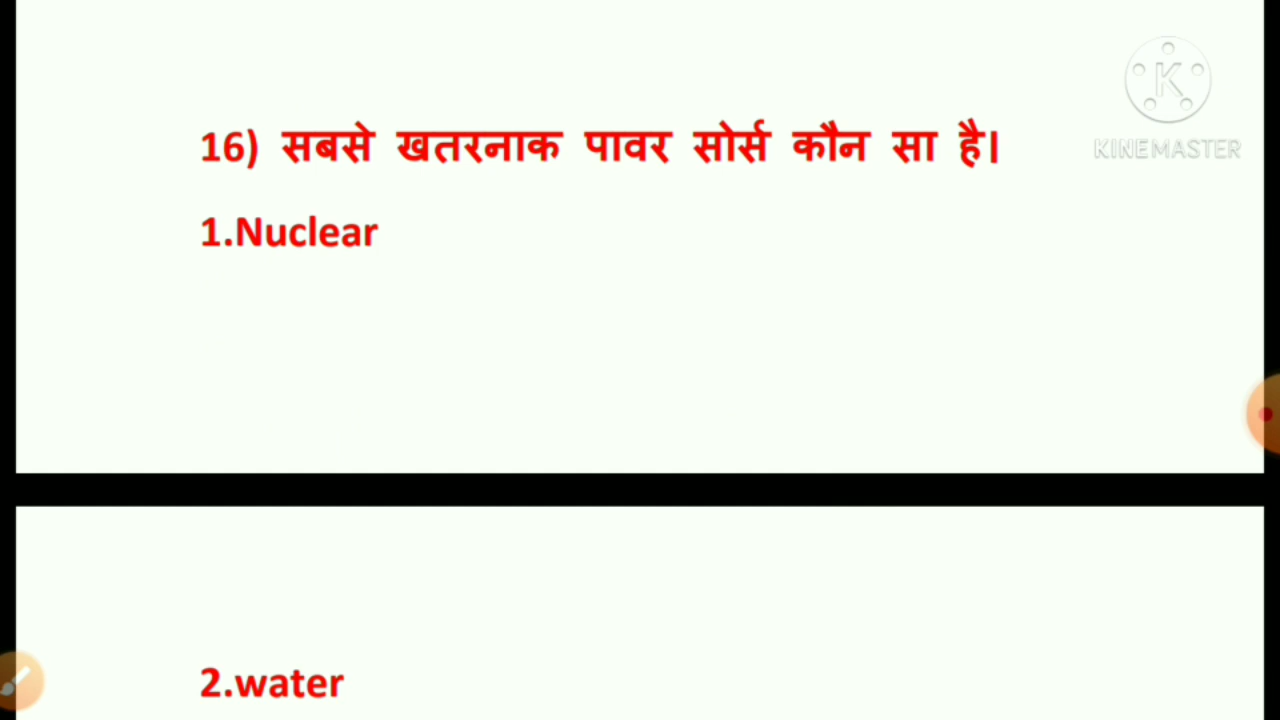 16) सबसे खतरनाक पावर सोर्स कौन सा है।
1.Nuclear
KINEMASTER
2.water